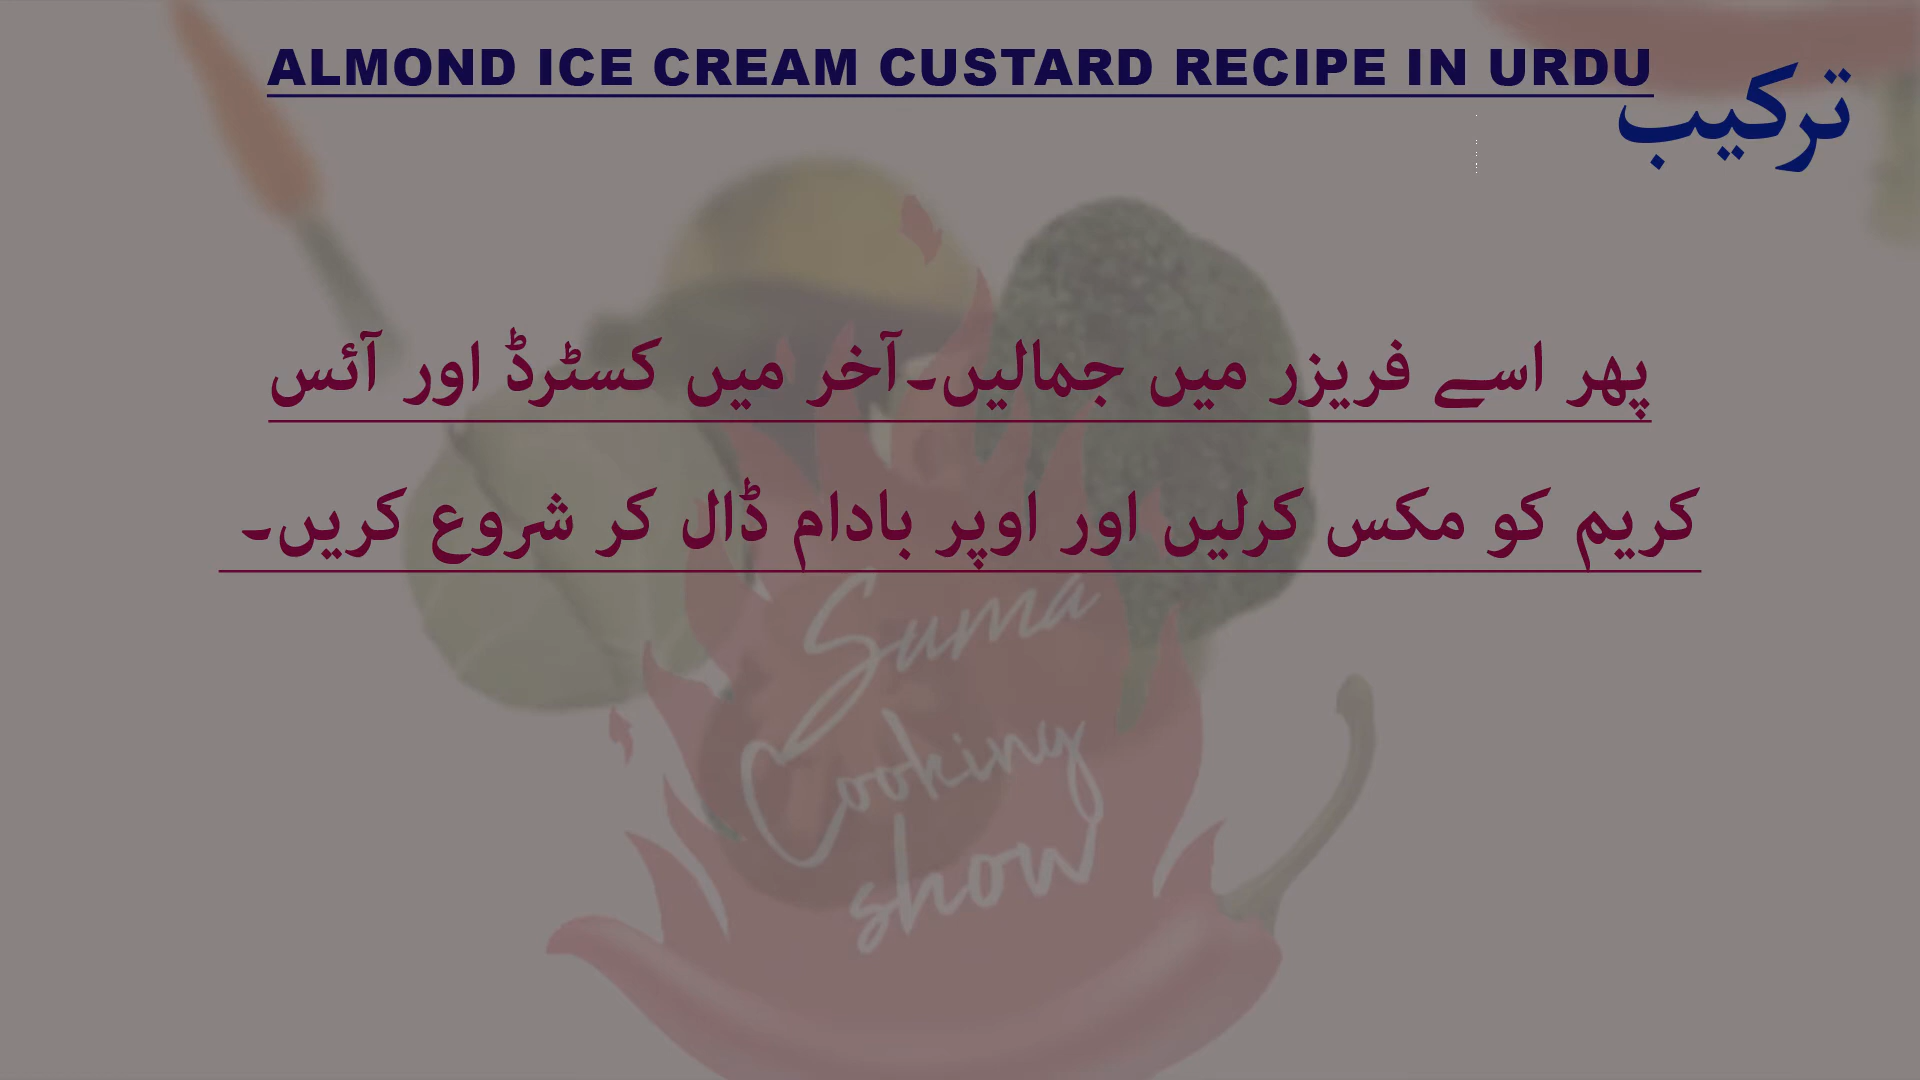 ALMOND ICE CREAM CUSTARD RECIPE IN URDU
ترکیب
پھر اسے فریزر میں جمالیں۔آخر میں کسٹرڈ اور آئس
کریم کو مکس کرلیں اور اوپر بادام ڈال کر شروع کریں۔
Suma
Cooking
show